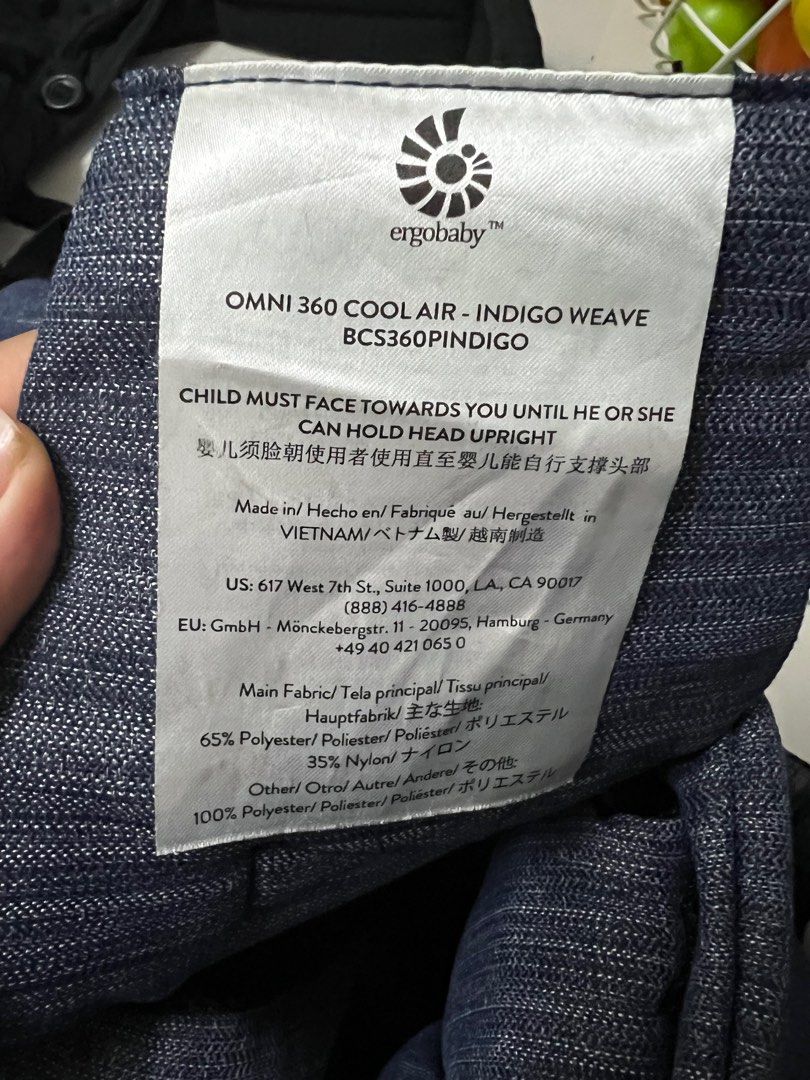 ergobaby™
OMNI 360 COOL AIR - INDIGO WEAVE
BCS360PINDIGO
CHILD MUST FACE TOWARDS YOU UNTIL HE OR SHE
CAN HOLD HEAD UPRIGHT
婴儿须脸朝使用者使用直至婴儿能自行支撑头部
Made in/ Hecho en/ Fabriqué au/ Hergestellt in
VIETNAM/ベトナム製/ 越南制造
US: 617 West 7th St., Suite 1000, LA., CA 90017
(888) 416-4888
EU: GmbH - Mönckebergstr. 11 - 20095, Hamburg - Germany
+49 40 421 065 0
Main Fabric/ Tela principal/ Tissu principal/
Hauptfabrik/ 主な生地:
65% Polyester/ Poliester/ Poliéster/ ポリエステル
35% Nylon/ ナイロン
Other/ Otro/ Autre/ Andere/ その他:
100% Polyester/ Poliester/ Poliéster/ ポリエステル